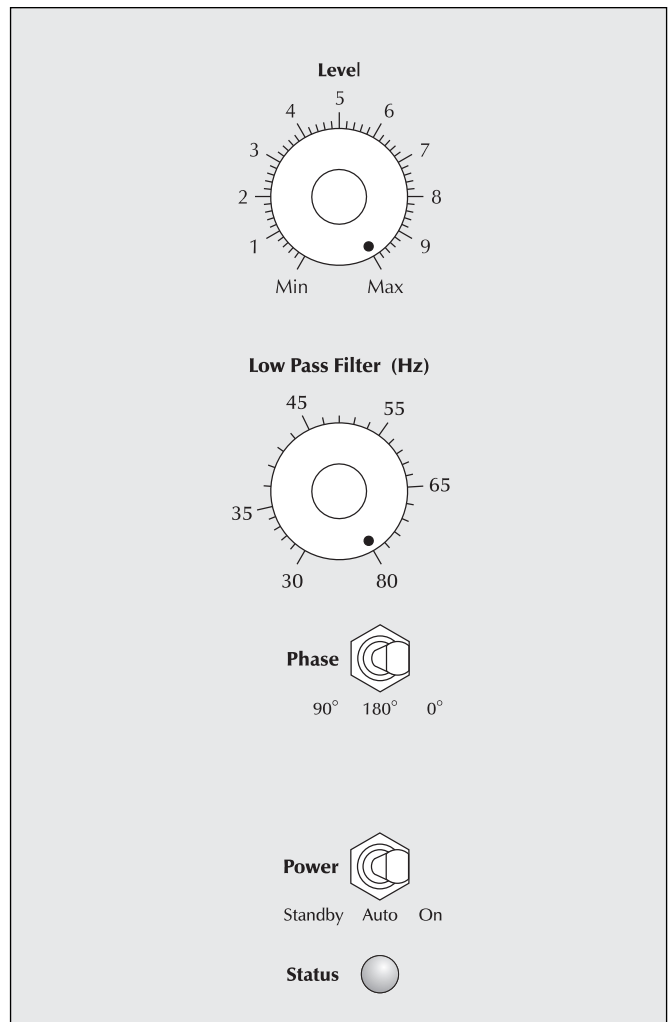 Level
5
4 6
3 7
2 8
1 9
Min Max
Low Pass Filter (Hz)
45 55
65
35
30 80
Phase
90° 180° 0°
Power
Standby Auto On
Status